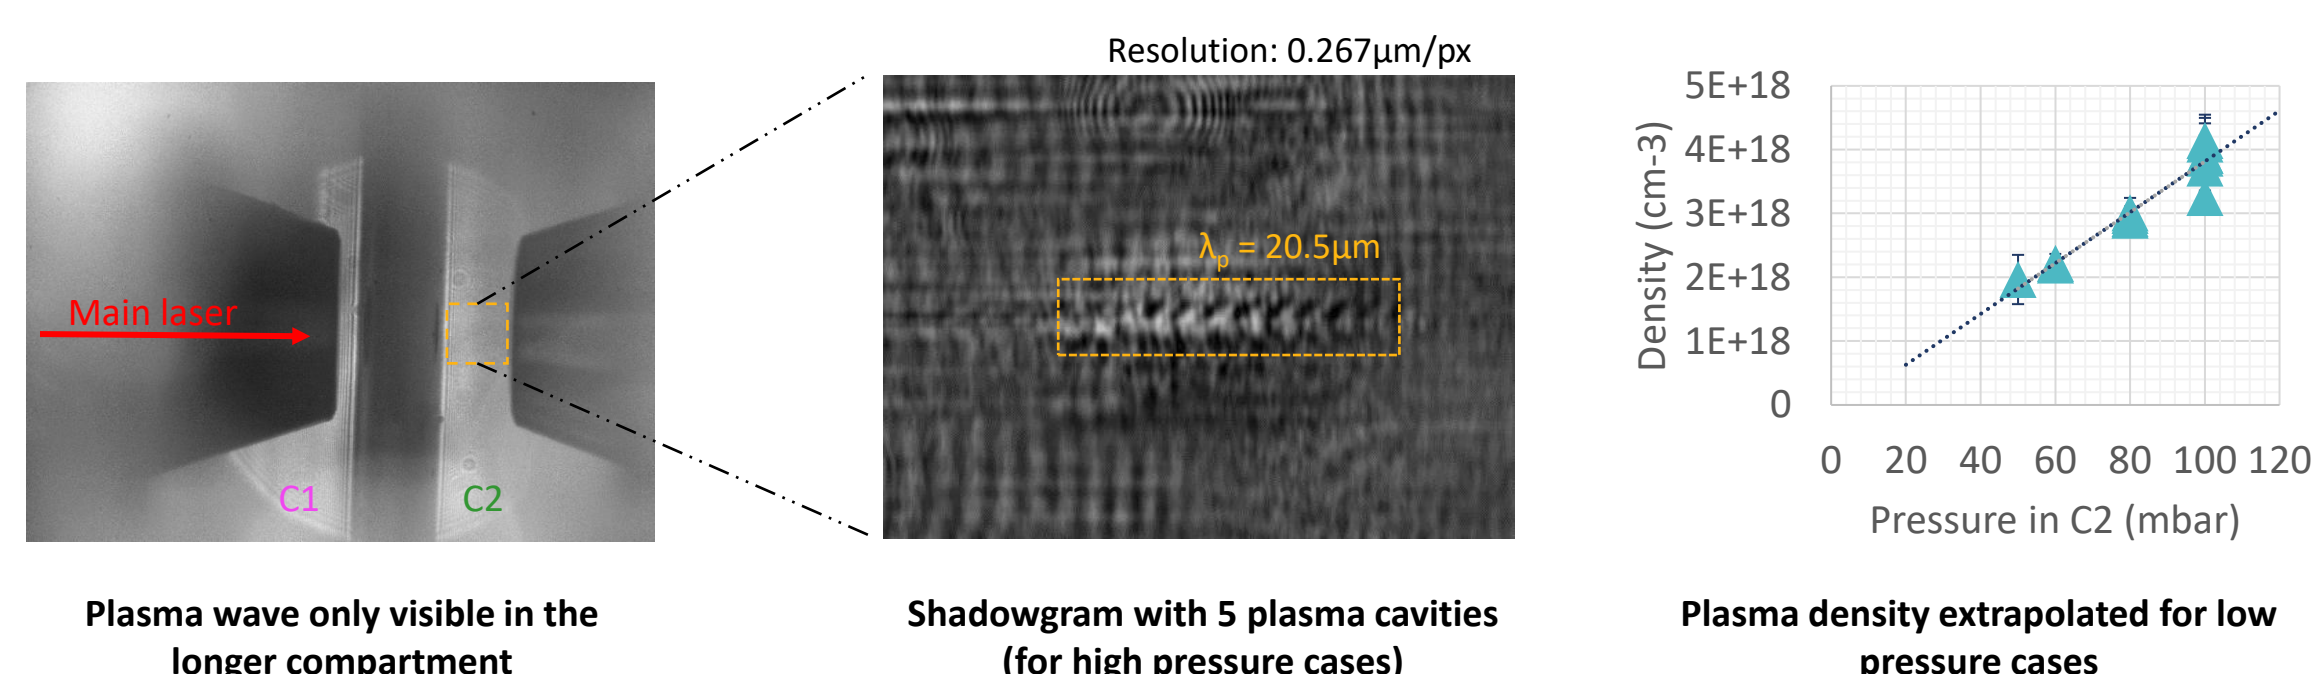 Resolution: 0.267µm/px
Main laser
C1
C2
λp = 20.5µm
5E+18
4E+18
3E+18
2E+18
1E+18
0
Density (cm-3)
0 20 40 60 80 100 120
Pressure in C2 (mbar)
Plasma wave only visible in the
longer compartment
Shadowgram with 5 plasma cavities
(for high pressure cases)
Plasma density extrapolated for low
pressure cases